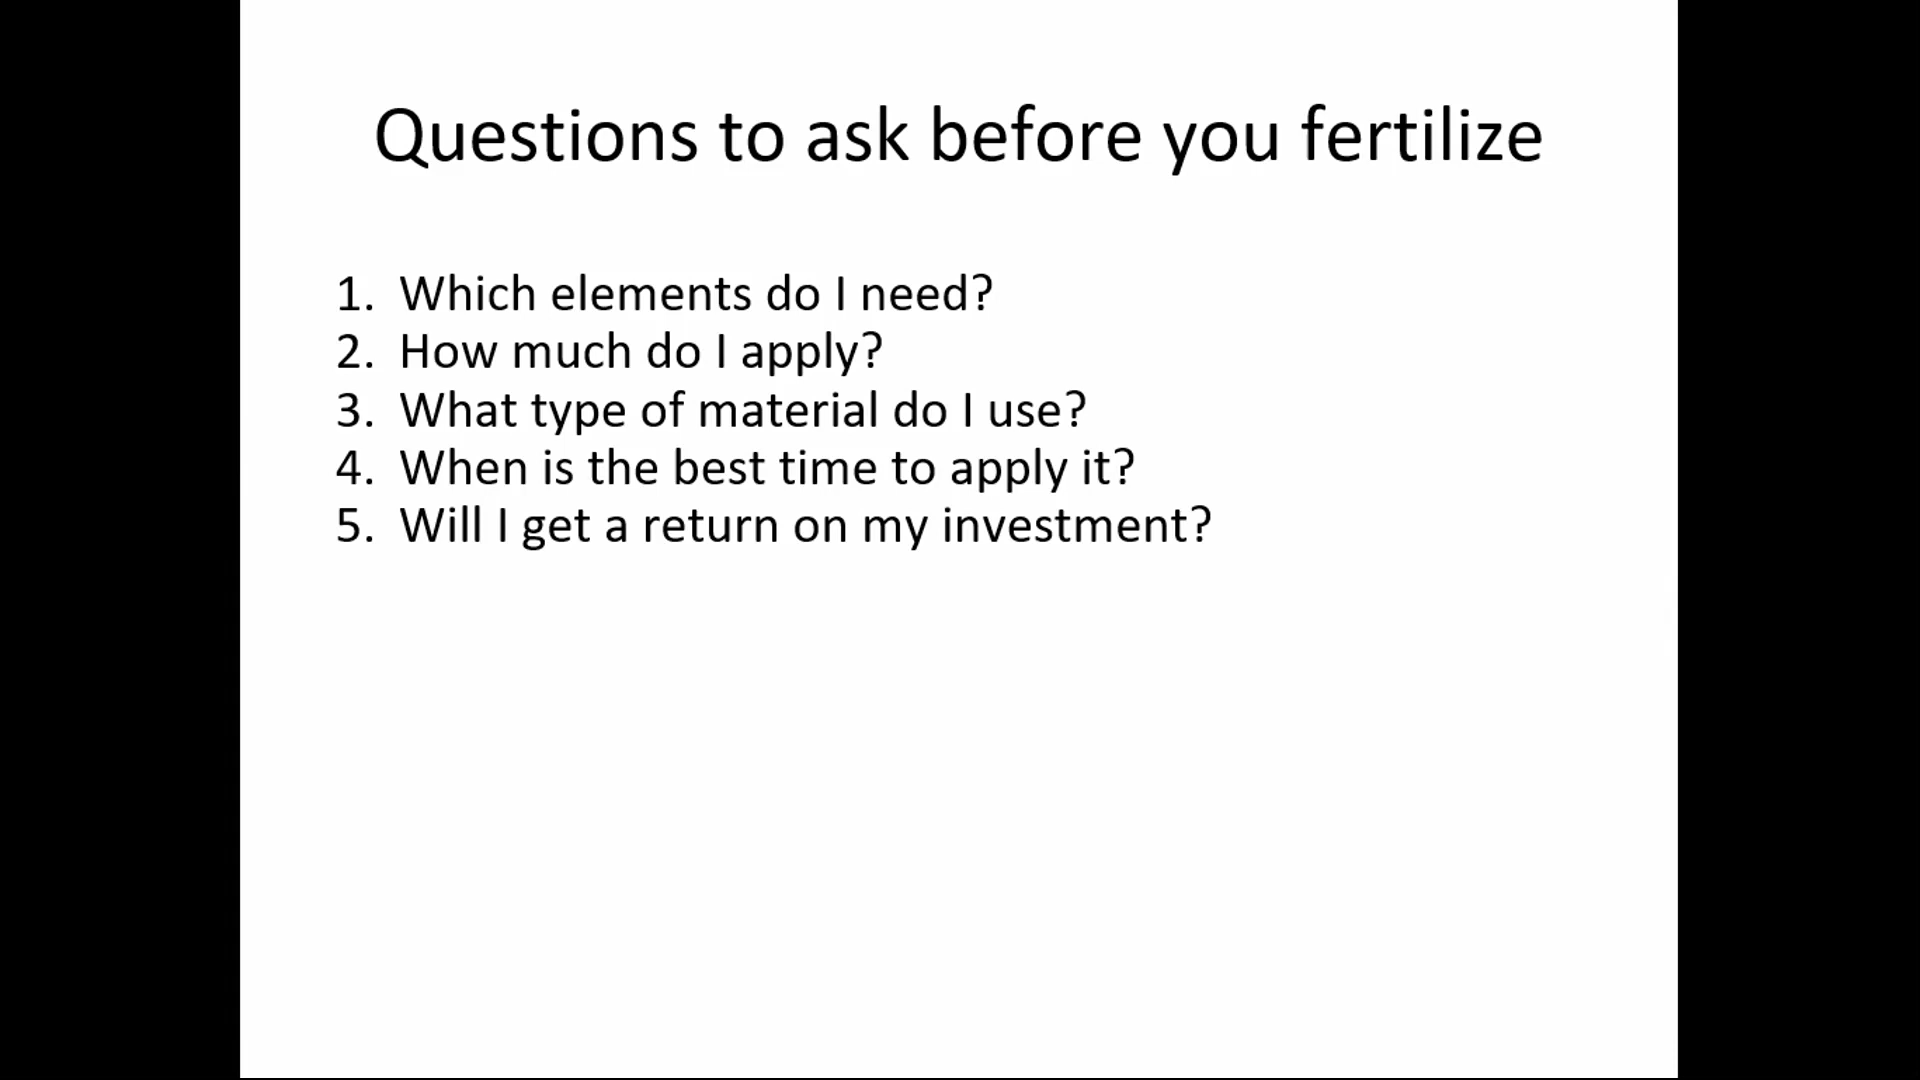 Questions to ask before you fertilize
1. Which elements do I need?
2. How much do I apply?
3. What type of material do I use?
4. When is the best time to apply it?
5. Will I get a return on my investment?